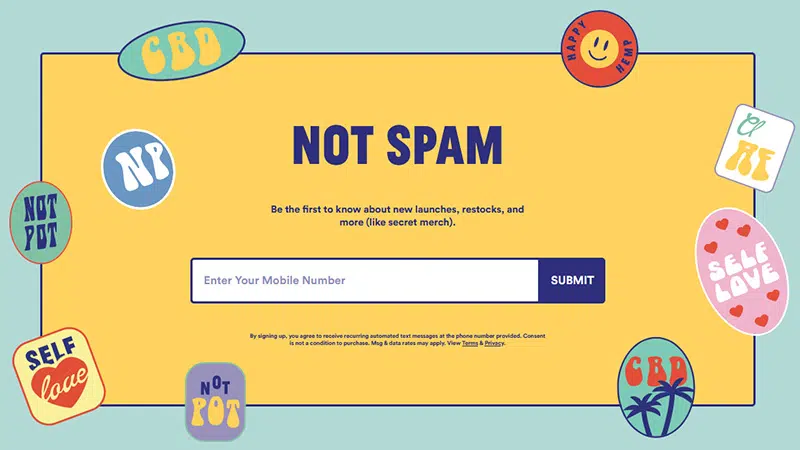 CBD
HAPPY HEMP
NP
NOT
POT
SELF
love
NOT
POT
NOT SPAM
Be the first to know about new launches, restocks, and
more (like secret merch).
Enter Your Mobile Number
SUBMIT
By signing up, you agree to receive recurring automated text messages at the phone number provided. Consent
is not a condition to purchase. Msg & data rates may apply. View Terms & Privacy.
SELF
LOVE
CBD